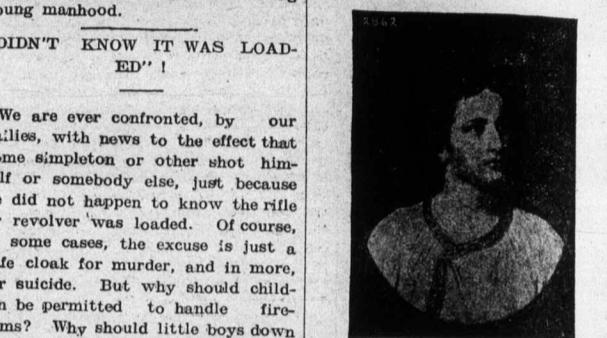 oung manhood.
DIDN'T KNOW IT WAS LOAD-
ED" !
We are ever confronted, by our
ilies, with news to the effect that
me simpleton or other shot him-
lf or somebody else, just because
did not happen to know the rifle
revolver was loaded. Of course,
some cases, the excuse is just a
fe cloak for murder, and in more,
r suicide. But why should child-
n be permitted to handle fire-
ms? Why should little boys down
2862